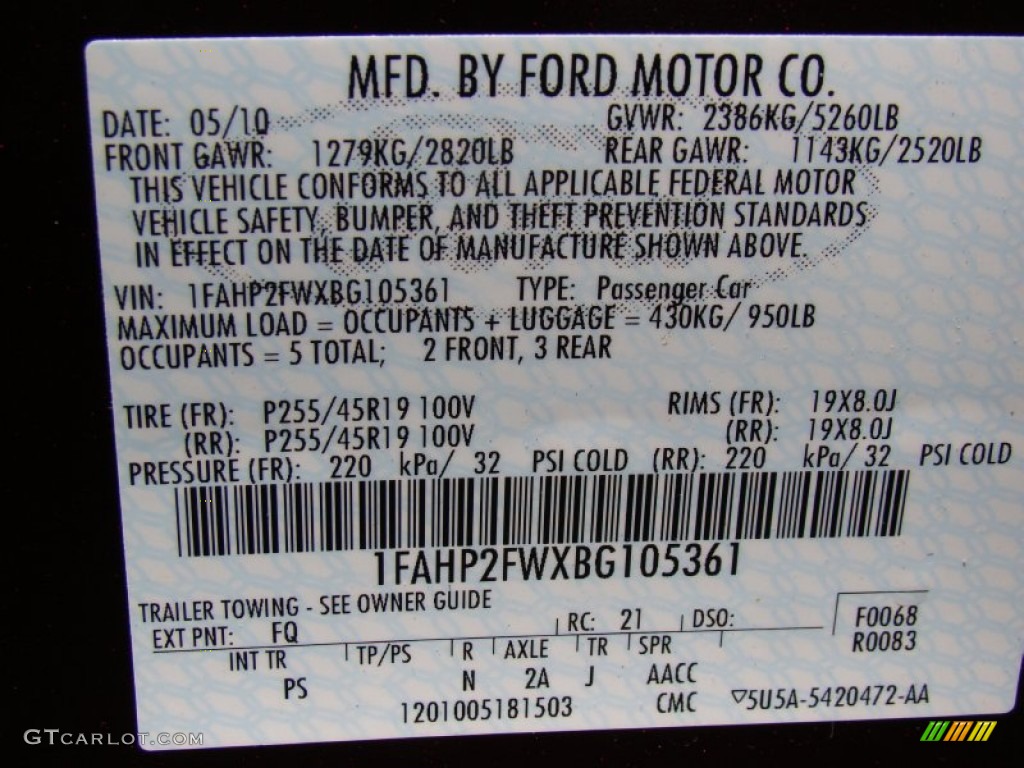 MFD. BY FORD MOTOR CO.
DATE: 05/10 GVWR: 2386KG/5260LB
FRONT GAWR: 1279KG/2820LB REAR GAWR: 1143KG/2520LB
THIS VEHICLE CONFORMS TO ALL APPLICABLE FEDERAL MOTOR
VEHICLE SAFETY, BUMPER, AND THEFT PREVENTION STANDARDS
IN EFFECT ON THE DATE OF MANUFACTURE SHOWN ABOVE.
VIN: 1FAHP2FWXBG105361 TYPE: Passenger Car
MAXIMUM LOAD = OCCUPANTS + LUGGAGE = 430KG/ 950LB
OCCUPANTS = 5 TOTAL; 2 FRONT, 3 REAR
TIRE (FR): P255/45R19 100V RIMS (FR): 19X8.0J
(RR): P255/45R19 100V (RR): 19X8.0J
PRESSURE (FR): 220 kPa/ 32 PSI COLD (RR): 220 kPa/ 32 PSI COLD
1FAHP2FWXBG105361
TRAILER TOWING - SEE OWNER GUIDE
EXT PNT: FQ RC: 21 DSO: F0068
R0083
INT TR TP/PS R AXLE TR SPR
PS N 2A J AACC
1201005181503 CMC ▽5U5A-5420472-AA
GTCARLOT.COM